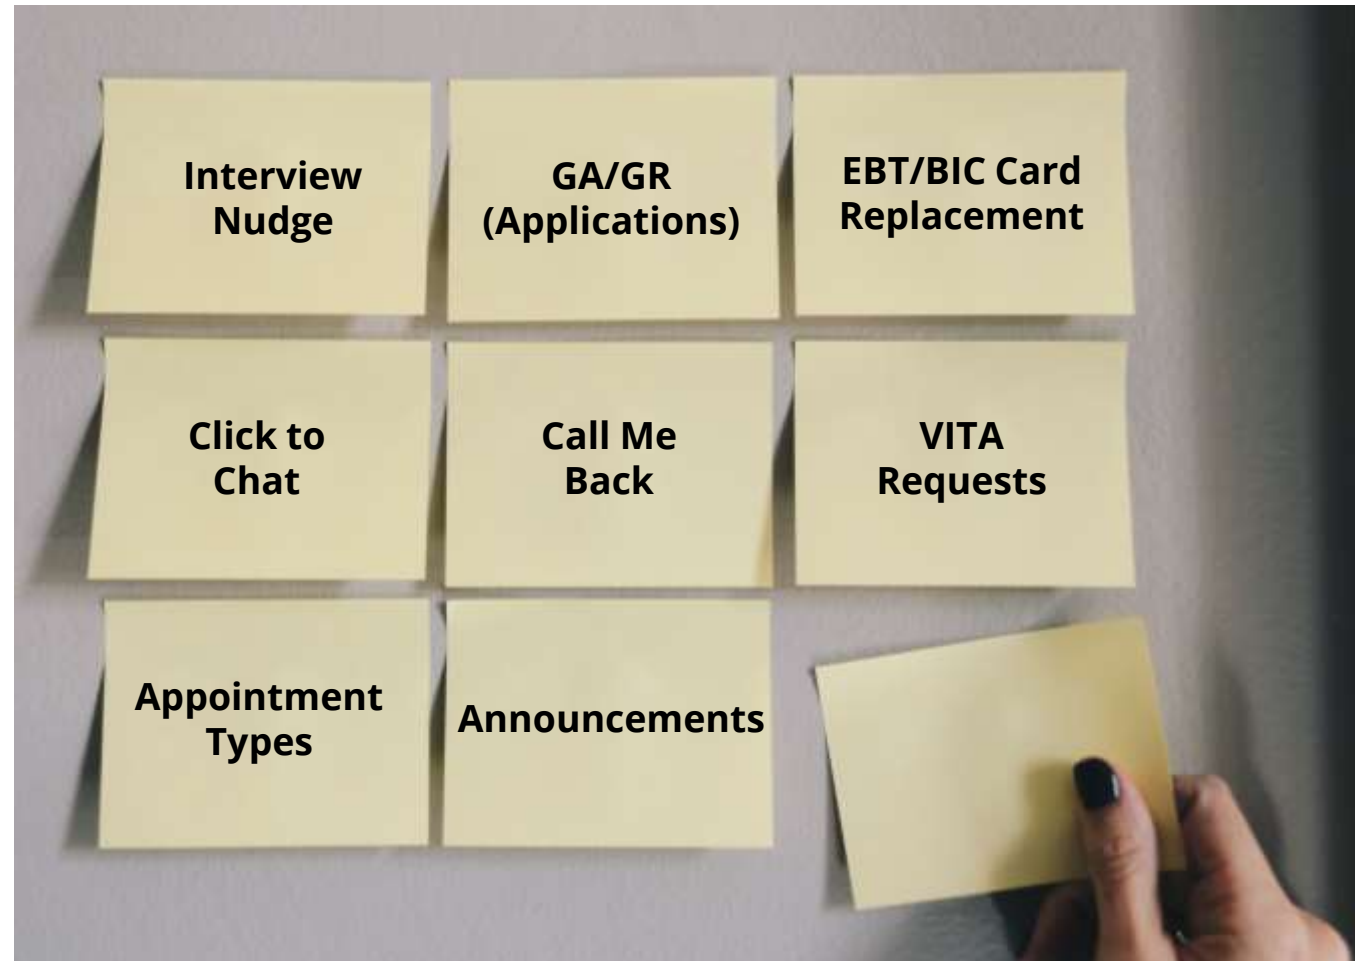 Interview
Nudge
GA/GR
(Applications)
EBT/BIC Card
Replacement
Click to
Chat
Call Me
Back
VITA
Requests
Appointment
Types
Announcements